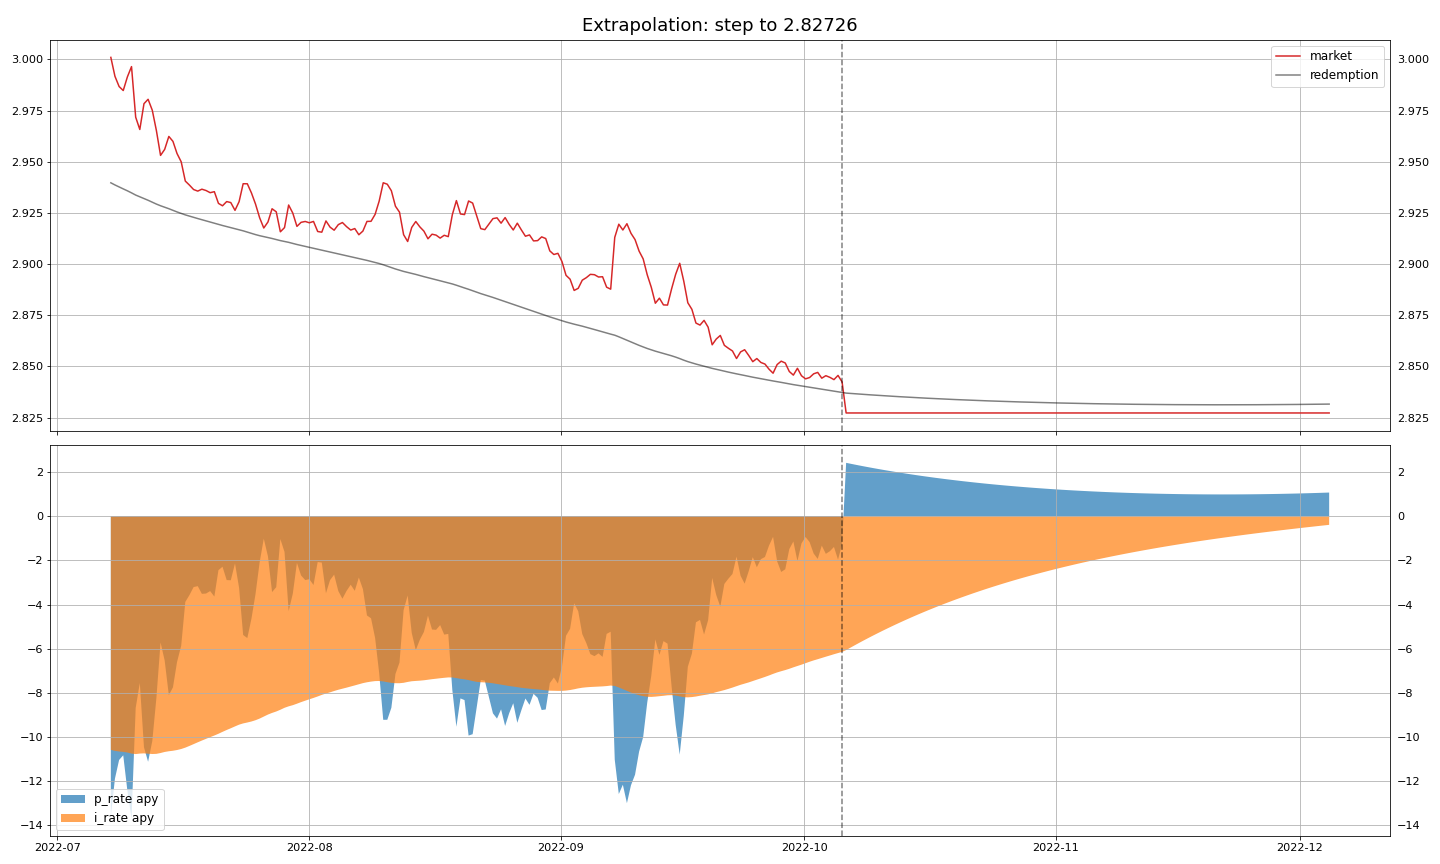 Extrapolation: step to 2.82726
3.000 3.000
market
redemption
2.975 2.975
2.950 2.950
2.925 2.925
2.900 2.900
2.875 2.875
2.850 2.850
2.825 2.825
2 2
0 0
−2 −2
−4 −4
−6 −6
−8 −8
−10 −10
−12 −12
p_rate apy
i_rate apy
−14 −14
2022-07 2022-08 2022-09 2022-10 2022-11 2022-12